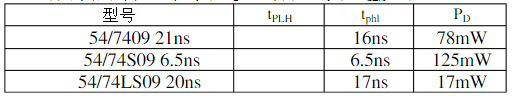 型号 tPLH tphl PD
54/7409 21ns 16ns 78mW
54/74S09 6.5ns 6.5ns 125mW
54/74LS09 20ns 17ns 17mW